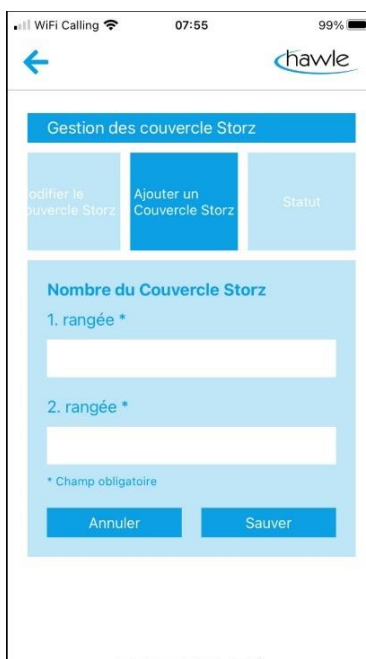 WiFi Calling 07:55 99%
hawle
Gestion des couvercle Storz
odifier le
ouvercle Storz
Ajouter un
Couvercle Storz
Statut
Nombre du Couvercle Storz
1. rangée *
2. rangée *
* Champ obligatoire
Annuler Sauver